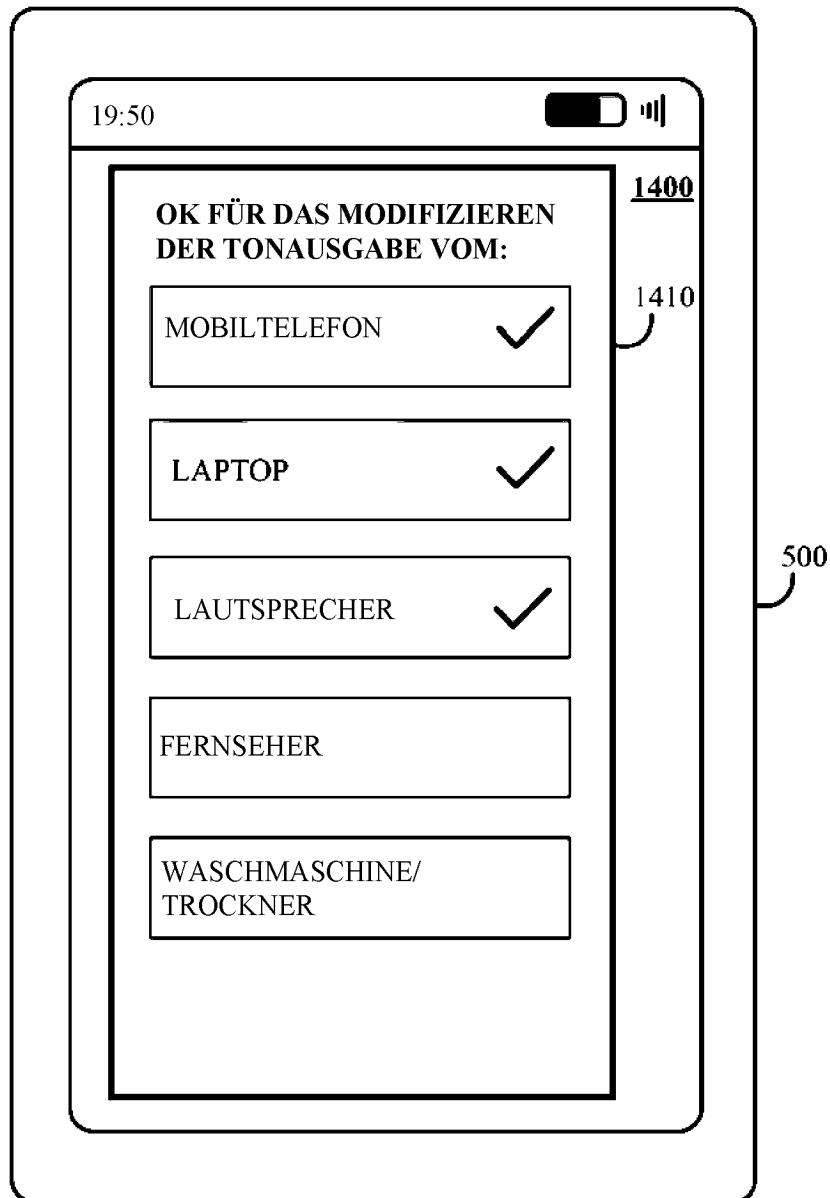 19:50
1400
OK FÜR DAS MODIFIZIEREN
DER TONAUSGABE VOM:
1410
MOBILTELEFON
LAPTOP
500
LAUTSPRECHER
FERNSEHER
WASCHMASCHINE/
TROCKNER